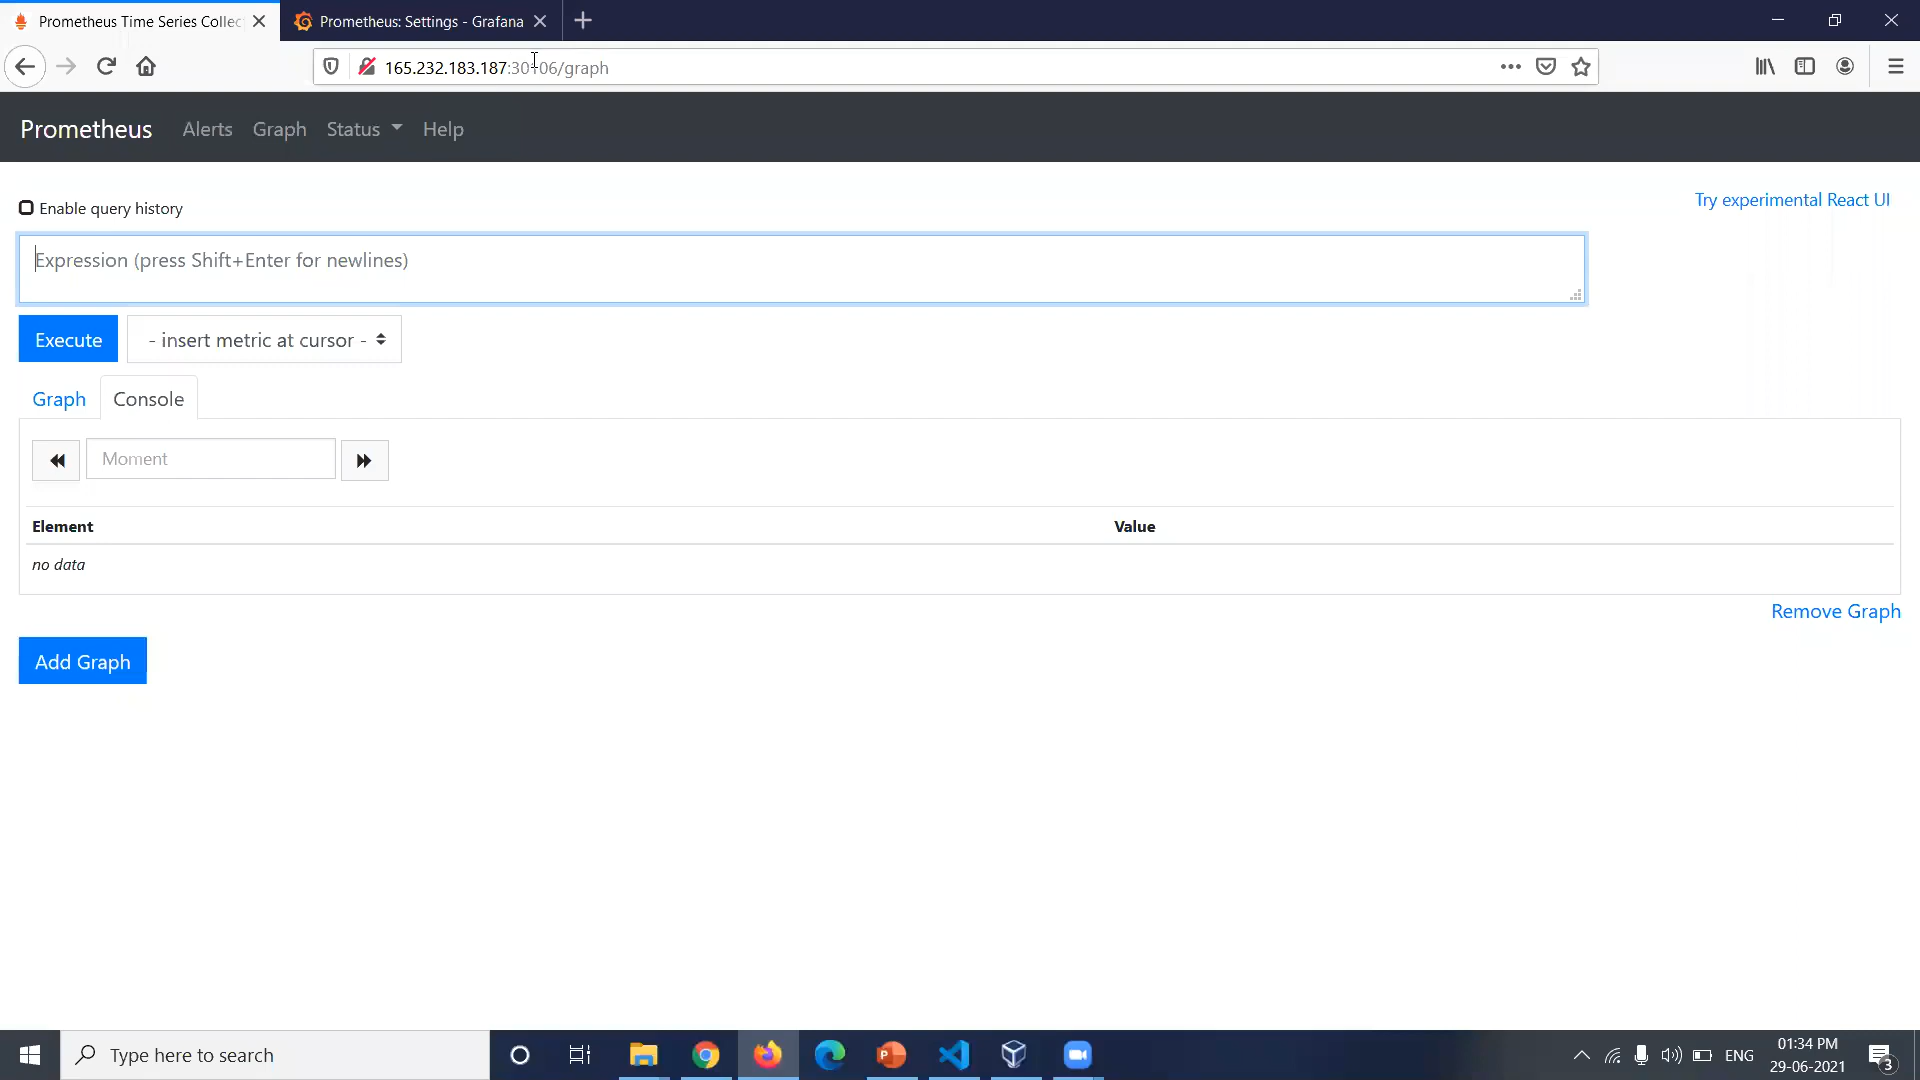 Prometheus Time Series Collec
Prometheus: Settings - Grafana
165.232.183.187
/graph
Prometheus
Alerts
Graph
Status
Help
Enable query history
Try experimental React UI
Expression (press Shift+Enter for newlines)
Execute
- insert metric at cursor -
Graph
Console
Moment
Element
Value
no data
Remove Graph
Add Graph
Type here to search
ENG
01:34 PM
29-06-2021
3